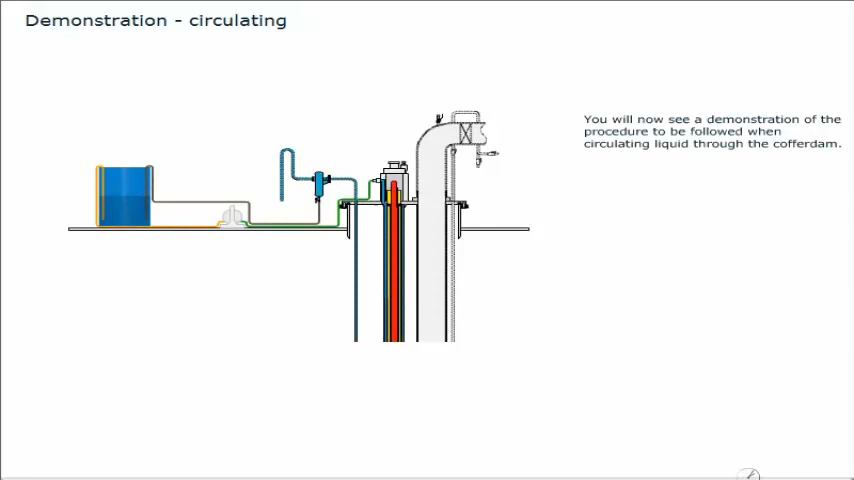 Demonstration - circulating
You will now see a demonstration of the
procedure to be followed when
circulating liquid through the cofferdam.